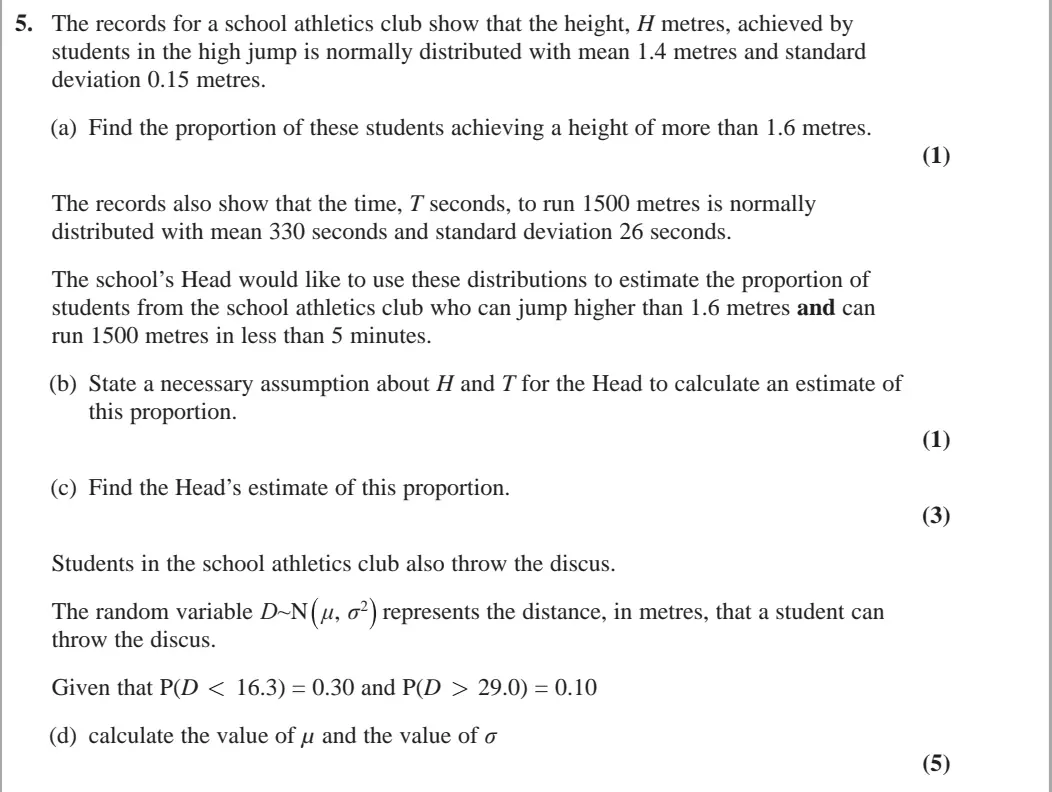 5. The records for a school athletics club show that the height, H metres, achieved by
students in the high jump is normally distributed with mean 1.4 metres and standard
deviation 0.15 metres.
(a) Find the proportion of these students achieving a height of more than 1.6 metres.
(1)
The records also show that the time, T seconds, to run 1500 metres is normally
distributed with mean 330 seconds and standard deviation 26 seconds.
The school’s Head would like to use these distributions to estimate the proportion of
students from the school athletics club who can jump higher than 1.6 metres and can
run 1500 metres in less than 5 minutes.
(b) State a necessary assumption about H and T for the Head to calculate an estimate of
this proportion.
(1)
(c) Find the Head’s estimate of this proportion.
(3)
Students in the school athletics club also throw the discus.
The random variable D~N(μ, σ²) represents the distance, in metres, that a student can
throw the discus.
Given that P(D < 16.3) = 0.30 and P(D > 29.0) = 0.10
(d) calculate the value of μ and the value of σ
(5)